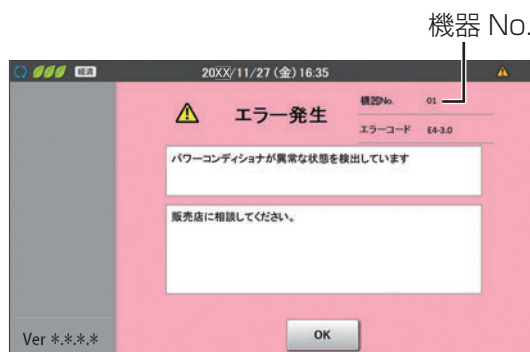 機器 No.
経済 20XX/11/27 (金) 16:35
エラー発生
機器No. 01
エラーコード E4-3.0
パワーコンディショナが異常な状態を検出しています
販売店に相談してください。
OK
Ver *.*.*.*